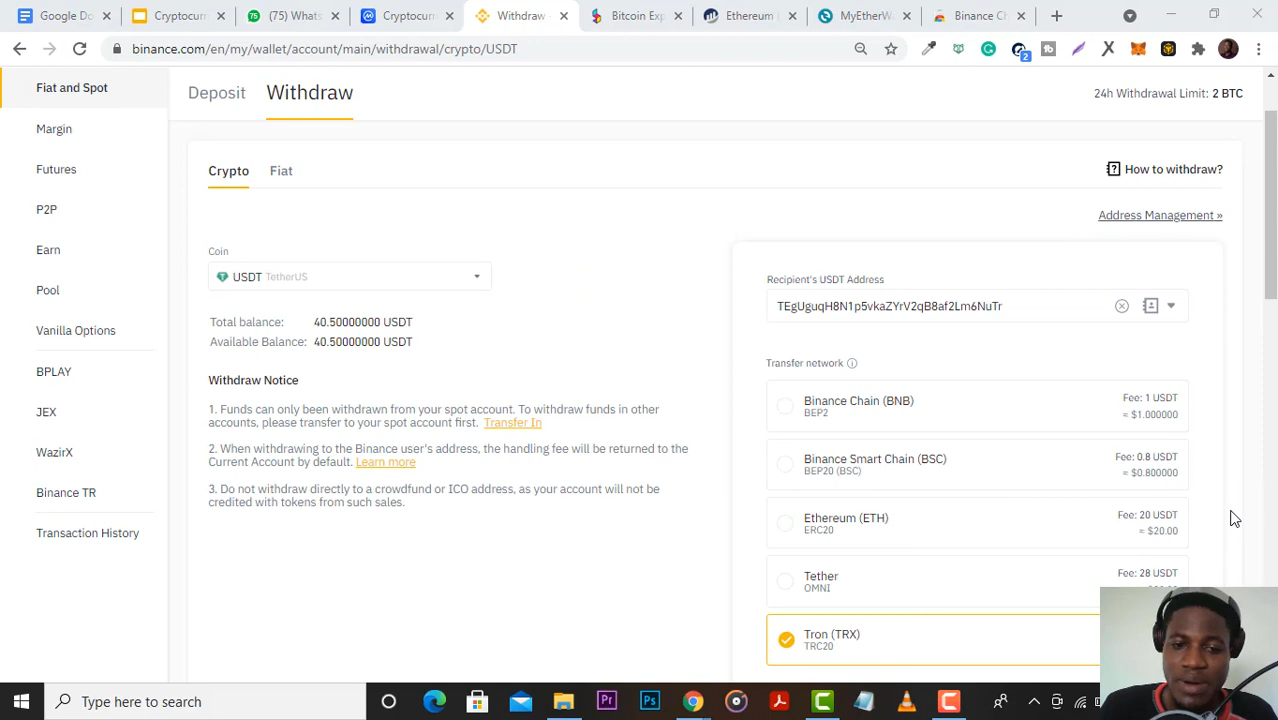 Google Do
Cryptocurr
(75) Whats
Cryptocurr
Withdraw -
Bitcoin Exp
Ethereum
MyEtherW
Binance Ch
binance.com/en/my/wallet/account/main/withdrawal/crypto/USDT
2
Fiat and Spot
Margin
Futures
P2P
Earn
Pool
Vanilla Options
BPLAY
JEX
WazirX
Binance TR
Transaction History
Deposit Withdraw
24h Withdrawal Limit: 2 BTC
Crypto Fiat
How to withdraw?
Address Management »
Coin
USDT TetherUS
Total balance: 40.50000000 USDT
Available Balance: 40.50000000 USDT
Withdraw Notice
1. Funds can only been withdrawn from your spot account. To withdraw funds in other
accounts, please transfer to your spot account first. Transfer In
2. When withdrawing to the Binance user's address, the handling fee will be returned to the
Current Account by default. Learn more
3. Do not withdraw directly to a crowdfund or ICO address, as your account will not be
credited with tokens from such sales.
Recipient's USDT Address
TEgUguqH8N1p5vkaZYrV2qB8af2Lm6NuTr
Transfer network
Binance Chain (BNB) Fee: 1 USDT
BEP2 ≈ $1.000000
Binance Smart Chain (BSC) Fee: 0.8 USDT
BEP20 (BSC) ≈ $0.800000
Ethereum (ETH) Fee: 20 USDT
ERC20 ≈ $20.00
Tether Fee: 28 USDT
OMNI
Tron (TRX)
TRC20
Type here to search
Pr
Ps